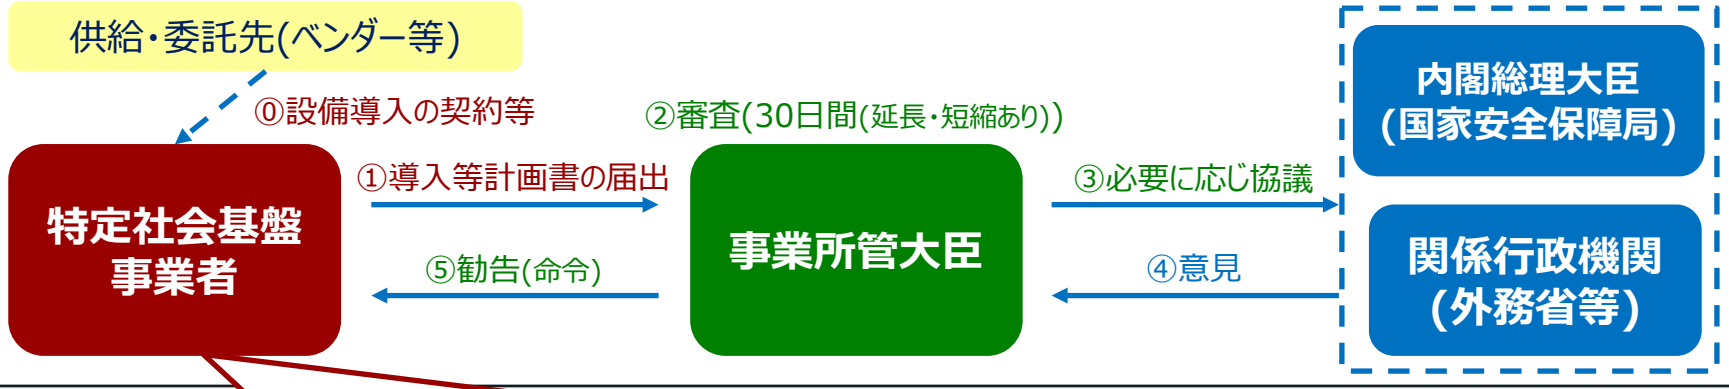 供給・委託先(ベンダー等)
⓪設備導入の契約等
②審査(30日間(延長・短縮あり))
内閣総理大臣
(国家安全保障局)
①導入等計画書の届出
③必要に応じ協議
特定社会基盤
事業者
事業所管大臣
⑤勧告(命令)
④意見
関係行政機関
(外務省等)